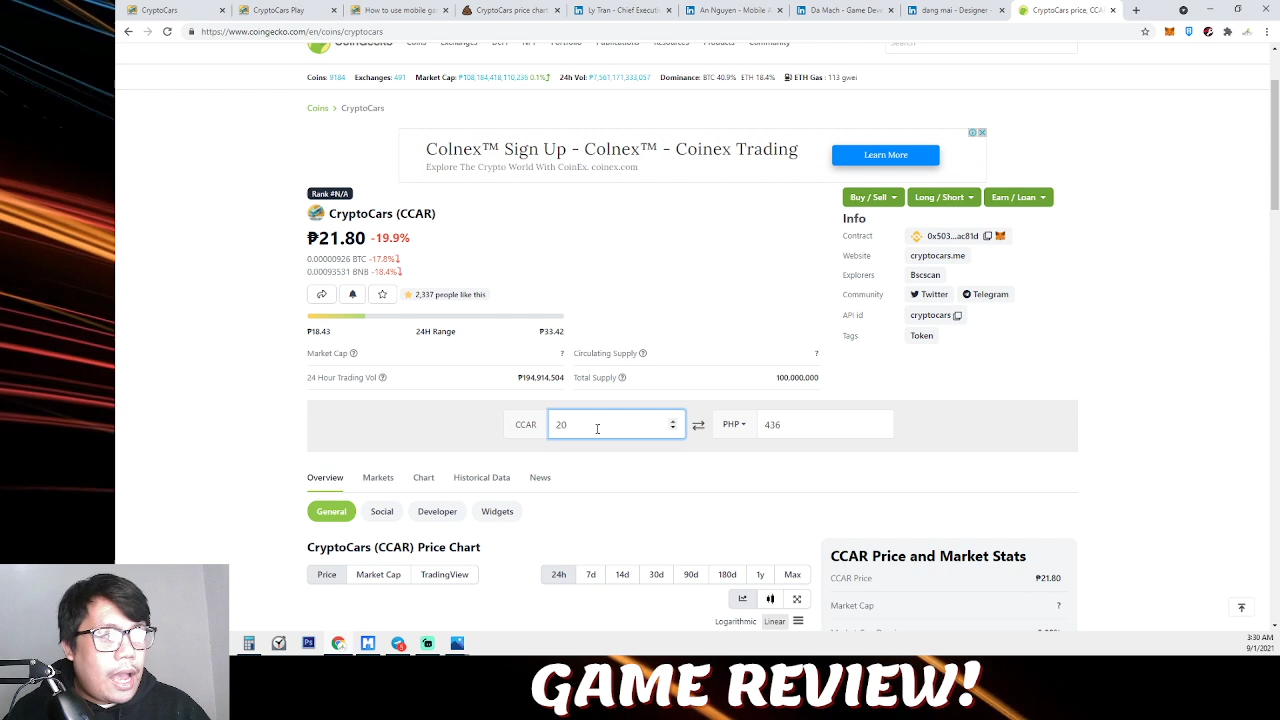 CryptoCars
CryptoCars Play
How to use mobile ga
CryptoCars price chart
Ly Tran - Chief Executi
An Nguyen - Mobile A
Da Mach - Game Dev
dang mai - Designer -
CryptoCars price, CCA
https://www.coingecko.com/en/coins/cryptocars
Search
Coins: 9184 Exchanges: 491 Market Cap: ₱108,184,418,110,236 0.1% 24h Vol: ₱7,561,171,333,057 Dominance: BTC 40.9% ETH 18.4% ETH Gas: 113 gwei
Coins > CryptoCars
Colnex™ Sign Up - Colnex™ - Coinex Trading
Explore The Crypto World With CoinEx. coinex.com
Learn More
Rank #N/A
CryptoCars (CCAR)
₱21.80 -19.9%
0.00000926 BTC -17.8%
0.00093531 BNB -18.4%
2,337 people like this
₱18.43 24H Range ₱33.42
Market Cap ? ? Circulating Supply ? ?
24 Hour Trading Vol ? ₱194,914,504 Total Supply ? 100,000,000
Buy / Sell Long / Short Earn / Loan
Info
Contract 0x503...ac81d
Website cryptocars.me
Explorers Bscscan
Community Twitter Telegram
API id cryptocars
Tags Token
CCAR 20 PHP 436
Overview Markets Chart Historical Data News
General Social Developer Widgets
CryptoCars (CCAR) Price Chart
Price Market Cap TradingView 24h 7d 14d 30d 90d 180d 1y Max
Logarithmic Linear
CCAR Price and Market Stats
CCAR Price ₱21.80
Market Cap ?
3:30 AM
9/1/2021
GAME REVIEW!